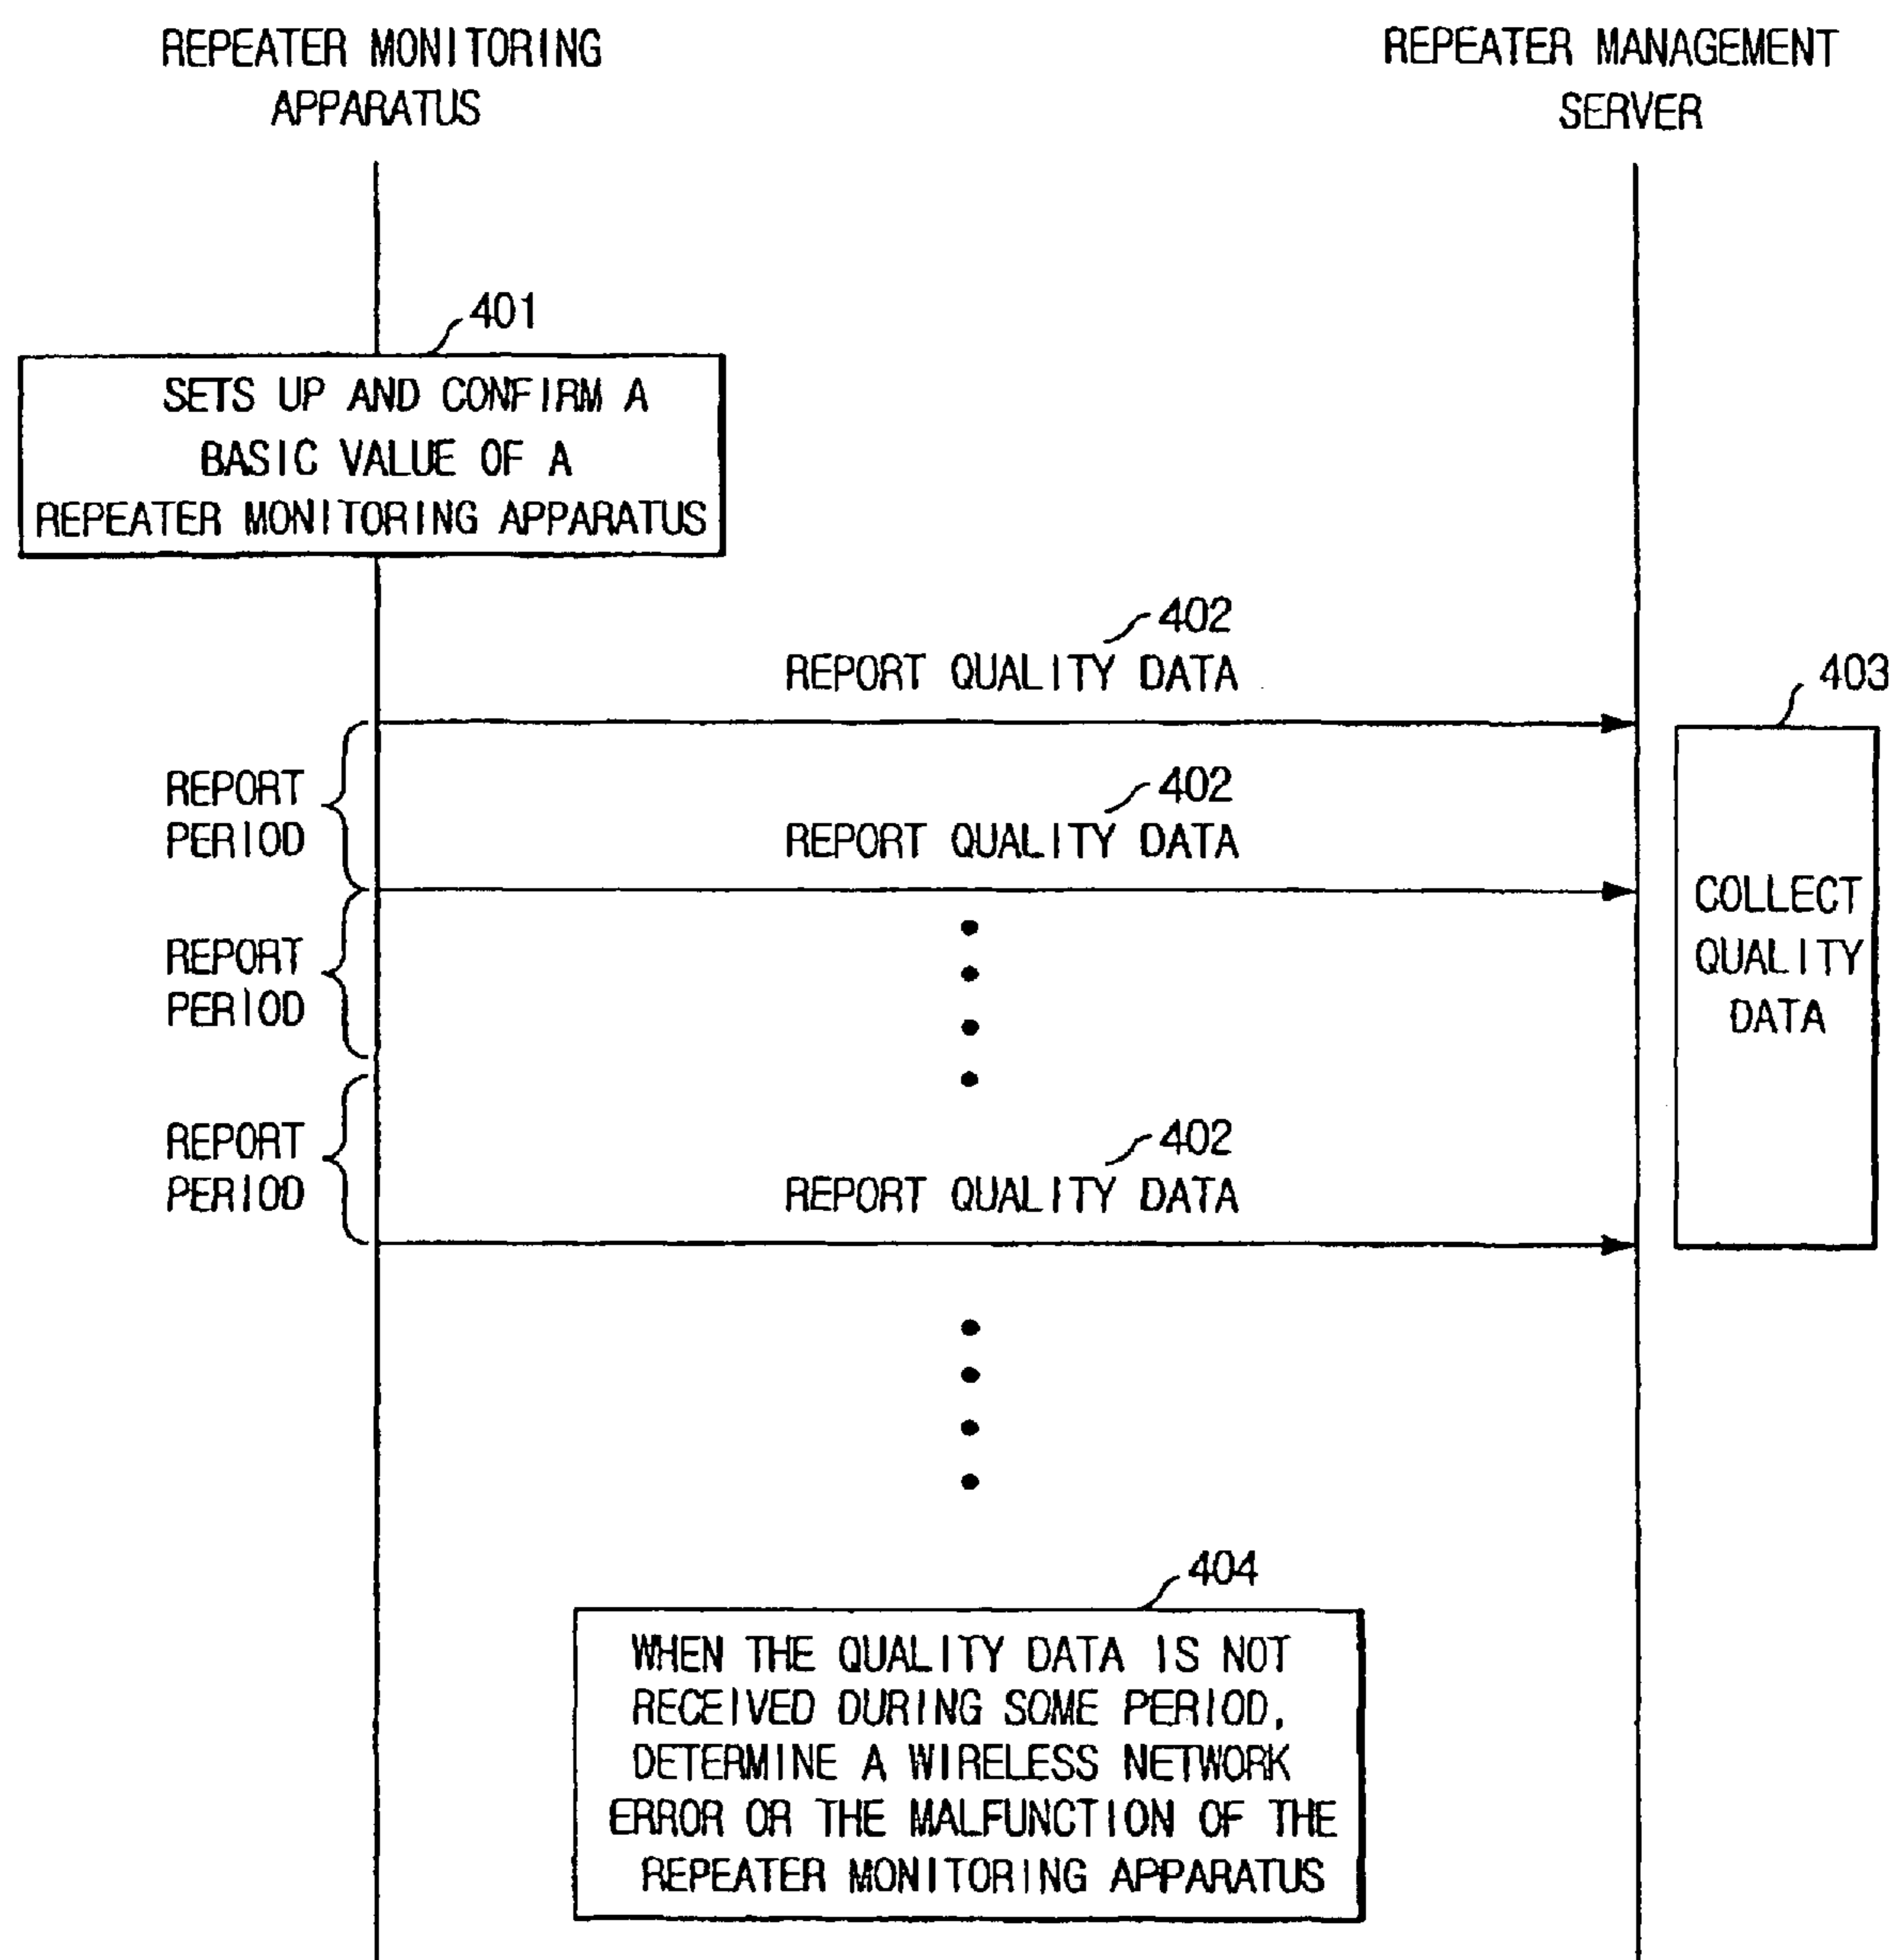 REPEATER MONITORING
APPARATUS
REPEATER MANAGEMENT
SERVER
401
SETS UP AND CONFIRM A
BASIC VALUE OF A
REPEATER MONITORING APPARATUS
402
REPORT QUALITY DATA
403
REPORT
PERIOD
402
REPORT QUALITY DATA
COLLECT
QUALITY
DATA
REPORT
PERIOD
REPORT
PERIOD
402
REPORT QUALITY DATA
404
WHEN THE QUALITY DATA IS NOT
RECEIVED DURING SOME PERIOD,
DETERMINE A WIRELESS NETWORK
ERROR OR THE MALFUNCTION OF THE
REPEATER MONITORING APPARATUS